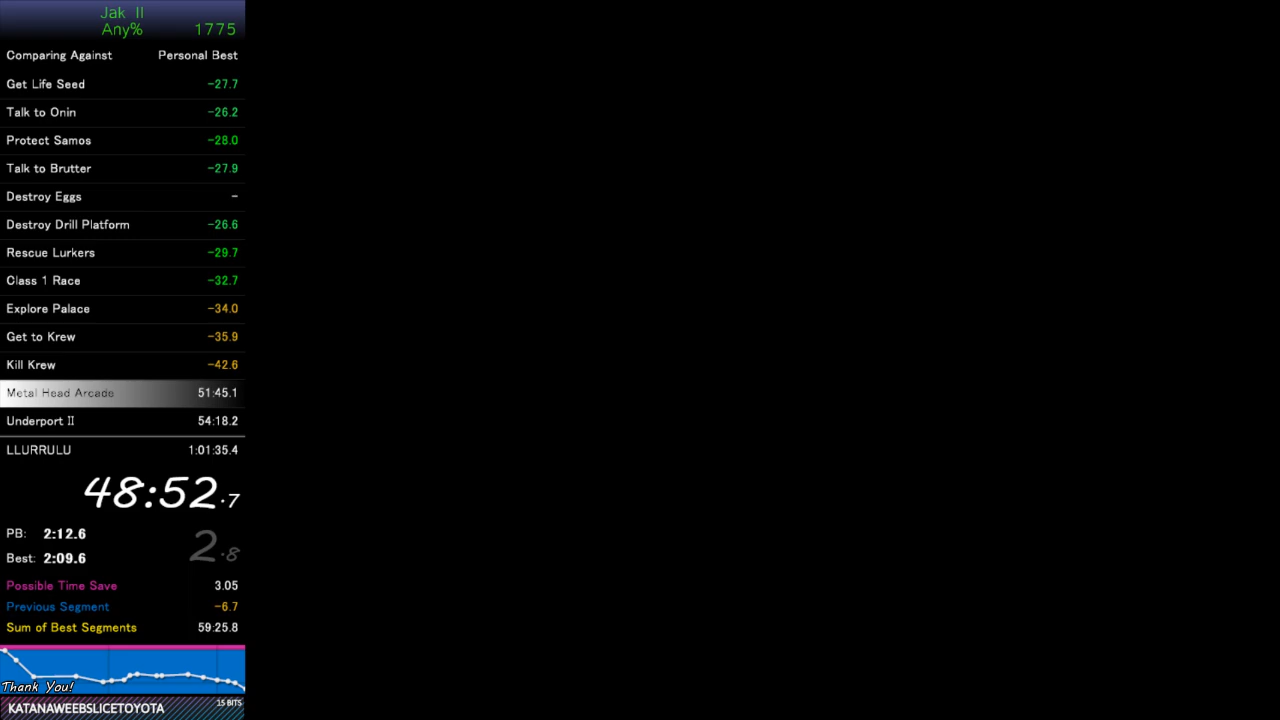 Jak II
Any% 1775
Comparing Against Personal Best
Get Life Seed -27.7
Talk to Onin -26.2
Protect Samos -28.0
Talk to Brutter -27.9
Destroy Eggs -
Destroy Drill Platform -26.6
Rescue Lurkers -29.7
Class 1 Race -32.7
Explore Palace -34.0
Get to Krew -35.9
Kill Krew -42.6
Metal Head Arcade 51:45.1
Underport II 54:18.2
LLURRULU 1:01:35.4
48:52.7
PB: 2:12.6
2.8
Best: 2:09.6
Possible Time Save 3.05
Previous Segment -6.7
Sum of Best Segments 59:25.8
Thank You!
KATANAWEEBSLICETOYOTA 15 BITS